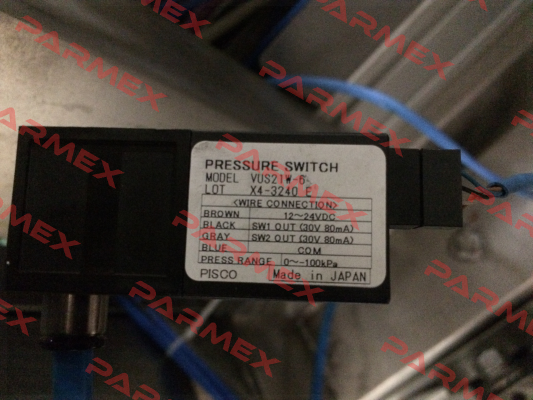 PRESSURE SWITCH
MODEL VUS21W-6
LOT X4-3240 E
<WIRE CONNECTION>
BROWN 12~24VDC
BLACK SW1 OUT (30V 80mA)
GRAY SW2 OUT (30V 80mA)
BLUE COM
PRESS RANGE 0~-100kPa
PISCO Made in JAPAN
PARMEX
PARMEX
PARMEX
PARMEX
PARMEX
PARMEX
PARMEX
PARMEX
PARMEX